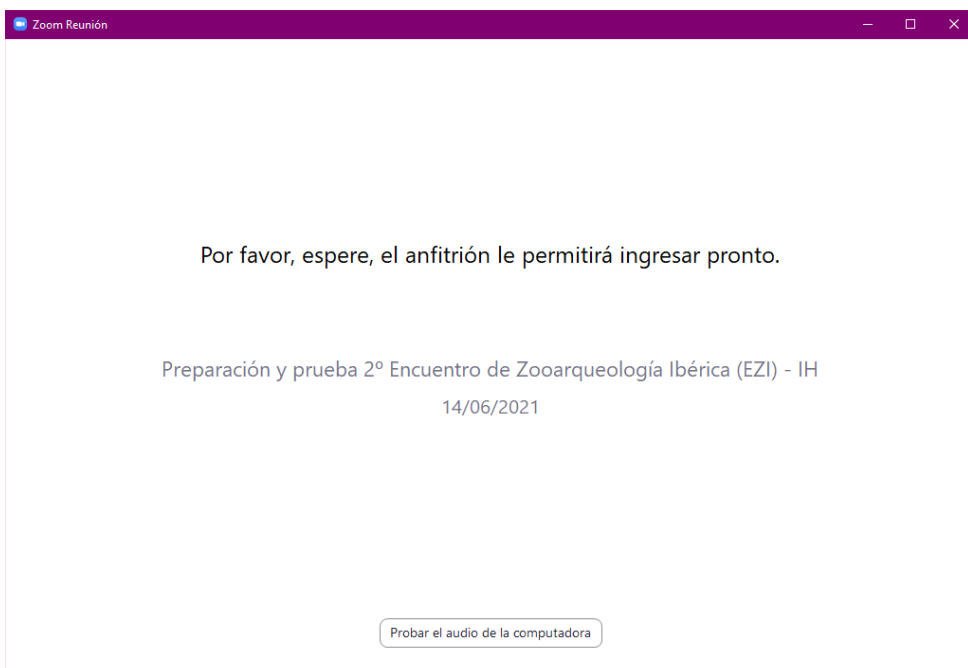 Zoom Reunión
Por favor, espere, el anfitrión le permitirá ingresar pronto.
Preparación y prueba 2º Encuentro de Zooarqueología Ibérica (EZI) - IH
14/06/2021
Probar el audio de la computadora